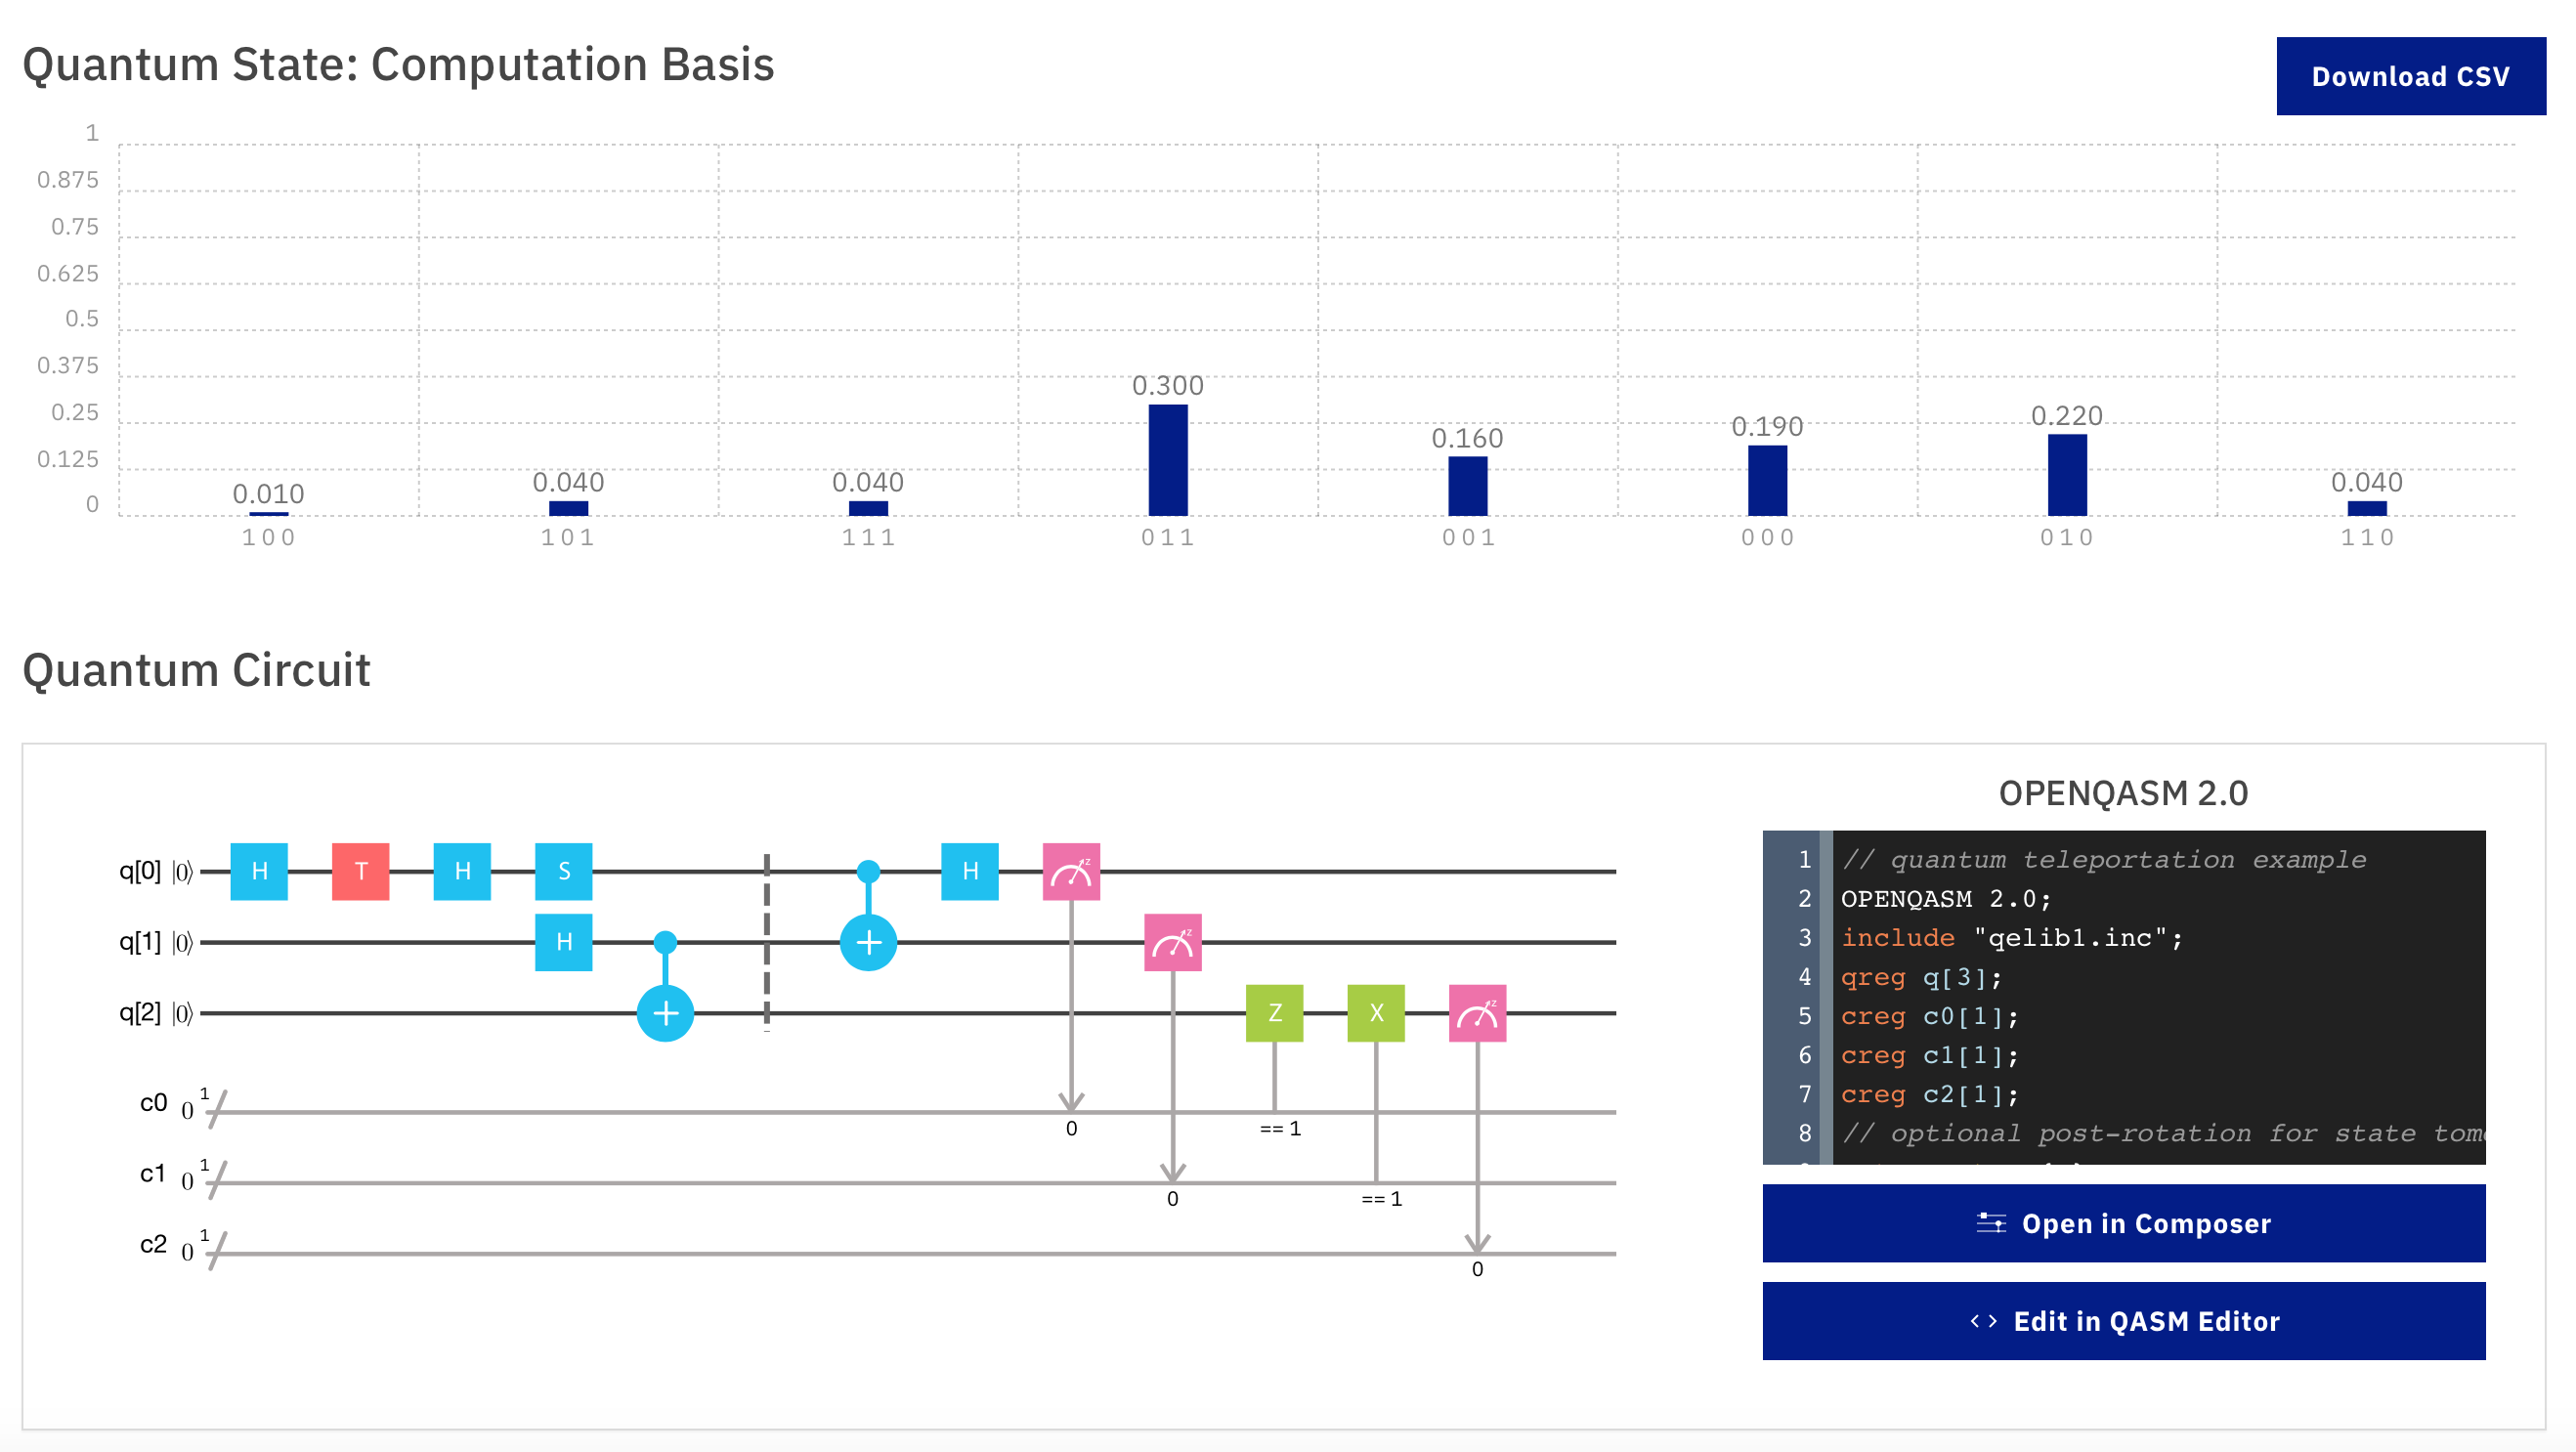 Quantum State: Computation Basis
Download CSV
1
0.875
0.75
0.625
0.5
0.375
0.25
0.125
0
0.010
0.040
0.040
0.300
0.160
0.190
0.220
0.040
100
101
111
011
001
000
010
110
Quantum Circuit
q[0] |0⟩ H T H S H z
q[1] |0⟩ H + + z
q[2] |0⟩ + Z X z
c0 0 1
0 == 1
c1 0 1
0 == 1
c2 0 1
0
OPENQASM 2.0
1 // quantum teleportation example
2 OPENQASM 2.0;
3 include "qelib1.inc";
4 qreg q[3];
5 creg c0[1];
6 creg c1[1];
7 creg c2[1];
8 // optional post-rotation for state tom
Open in Composer
<> Edit in QASM Editor